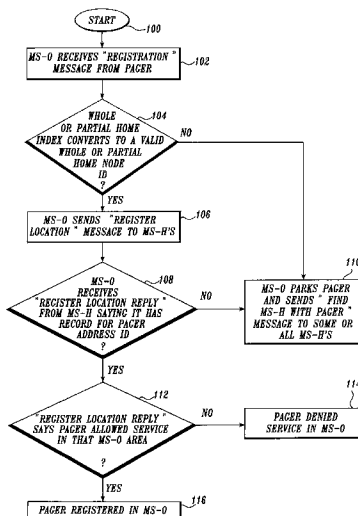 START
100
MS-O RECEIVES "REGISTRATION"
MESSAGE FROM PAGER
102
WHOLE
OR PARTIAL HOME
INDEX CONVERTS TO A VALID
WHOLE OR PARTIAL
HOME NODE
ID
?
104
NO
YES
MS-O SENDS "REGISTER
LOCATION" MESSAGE TO MS-H'S
106
MS-O
RECEIVES
"REGISTER LOCATION REPLY"
FROM MS-H SAYING IT HAS
RECORD FOR PAGER
ADDRESS ID
?
108
NO
YES
110
MS-O PARKS PAGER
AND SENDS "FIND
MS-H WITH PAGER"
MESSAGE TO SOME OR
ALL MS-H'S
112
"REGISTER LOCATION REPLY"
SAYS PAGER ALLOWED SERVICE
IN THAT MS-O AREA
?
NO
YES
114
PAGER DENIED
SERVICE IN MS-O
PAGER REGISTERED IN MS-O
116